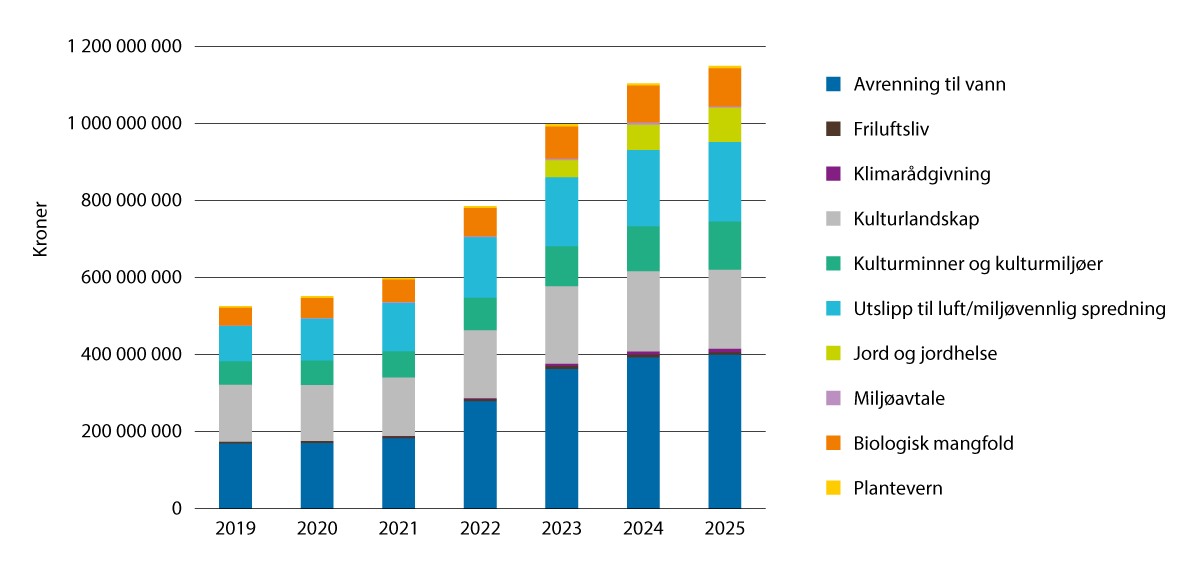 Kroner
1 200 000 000
1 000 000 000
800 000 000
600 000 000
400 000 000
200 000 000
0
2019 2020 2021 2022 2023 2024 2025
Avrenning til vann
Friluftsliv
Klimarådgivning
Kulturlandskap
Kulturminner og kulturmiljøer
Utslipp til luft/miljøvennlig spredning
Jord og jordhelse
Miljøavtale
Biologisk mangfold
Plantevern